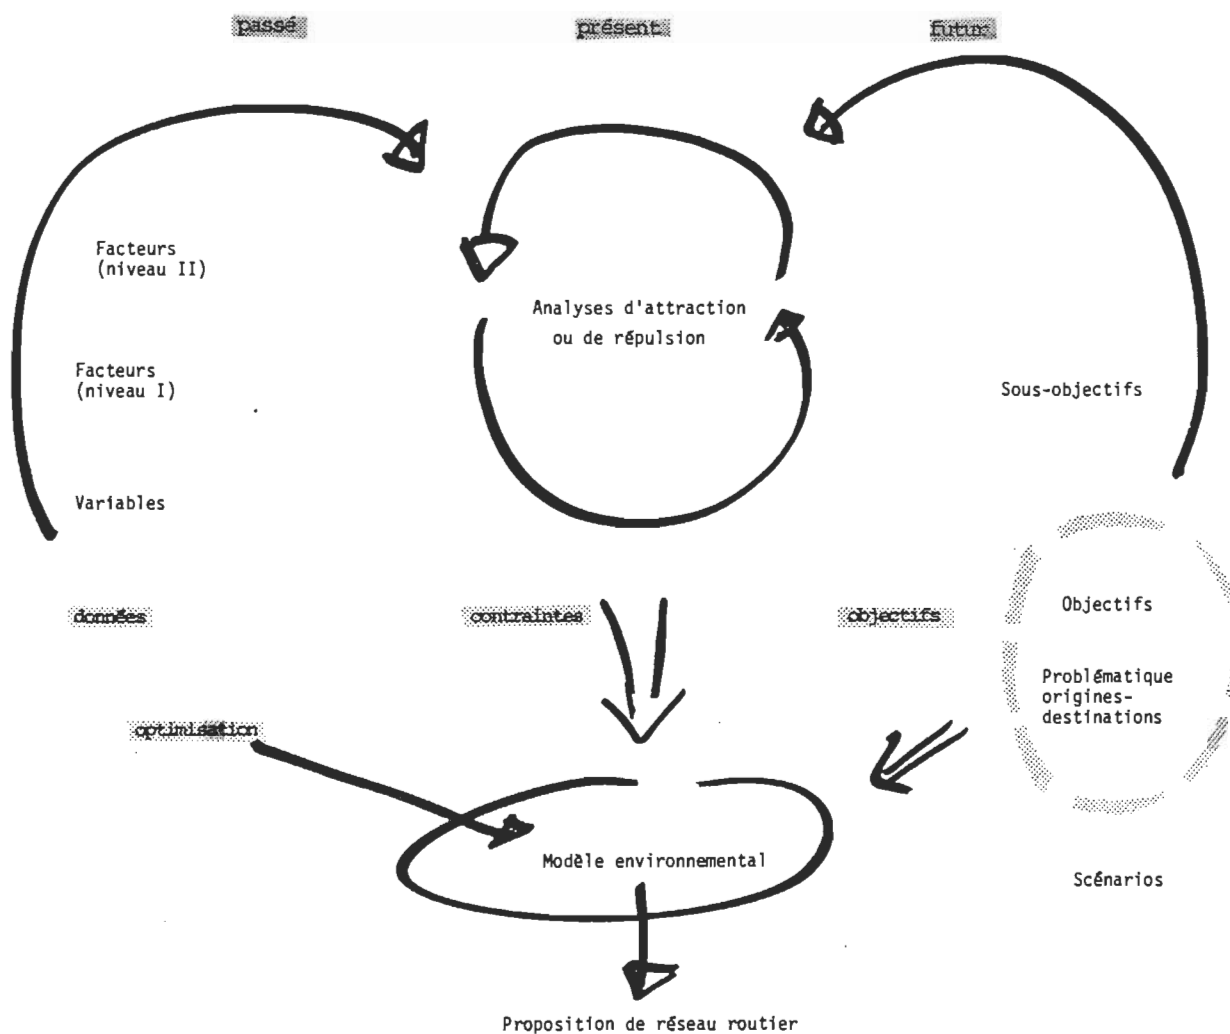 passé
présent
futur
Facteurs
(niveau II)
Analyses d'attraction
ou de répulsion
Facteurs
(niveau I)
Sous-objectifs
Variables
données
contraintes
objectifs
Objectifs
Problématique
origines-
destinations
optimisation
Modèle environnemental
Scénarios
Proposition de réseau routier